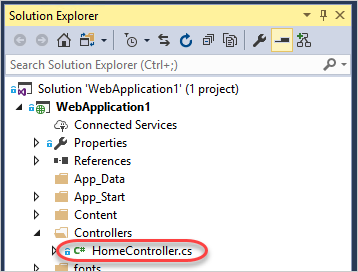 Solution Explorer
Search Solution Explorer (Ctrl+;)
Solution 'WebApplication1' (1 project)
WebApplication1
Connected Services
Properties
References
App_Data
App_Start
Content
Controllers
C# HomeController.cs
fonts